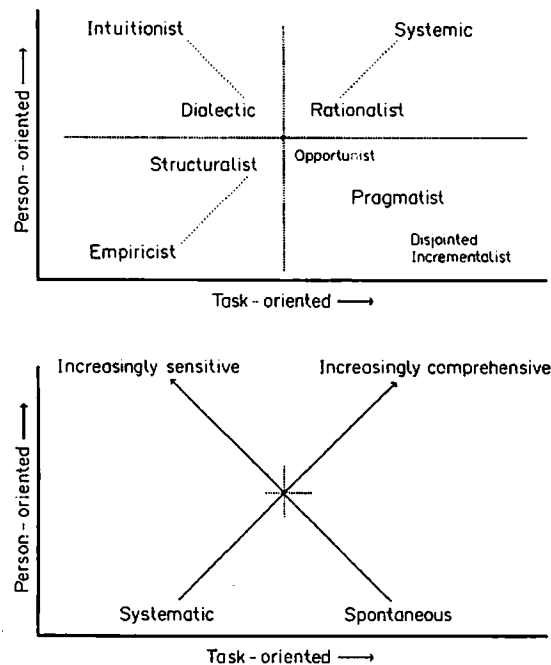 Intuitionist
Systemic
Dialectic
Rationalist
Structuralist
Opportunist
Pragmatist
Empiricist
Disjointed
Incrementalist
Person-oriented
Task-oriented
Increasingly sensitive
Increasingly comprehensive
Systematic
Spontaneous
Person-oriented
Task-oriented